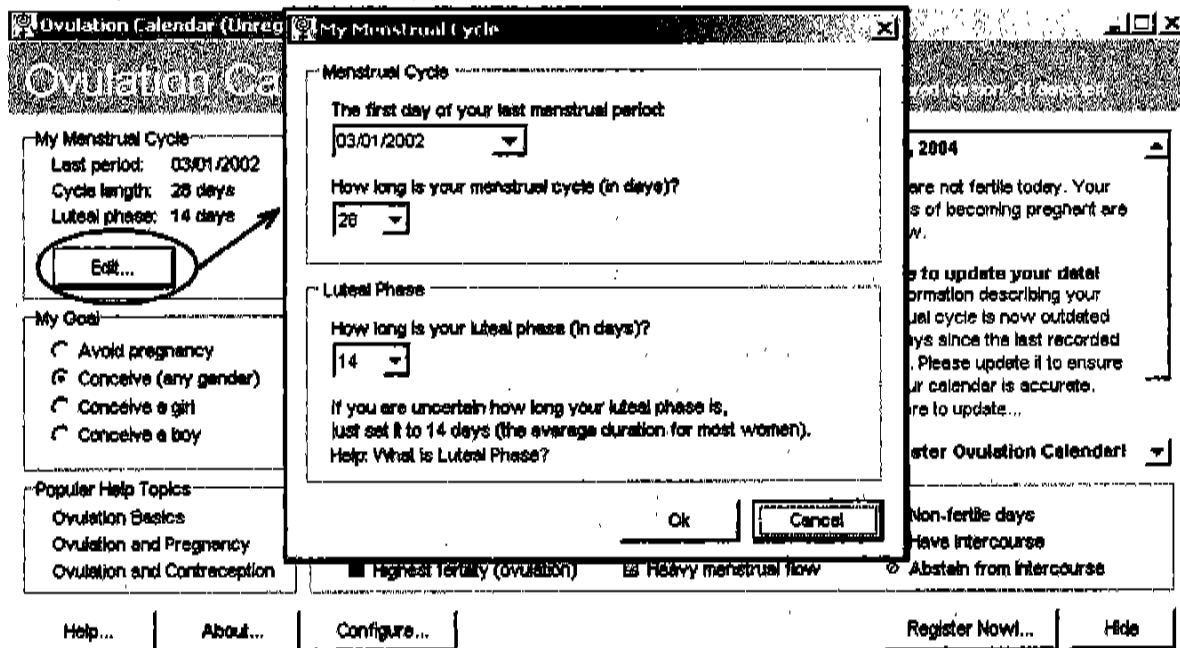 Ovulation Calendar (Unreg
Ovulation Ca
My Menstrual Cycle
Last period: 03/01/2002
Cycle length: 28 days
Luteal phase: 14 days
Edit...
My Goal
Avoid pregnancy
Conceive (any gender)
Conceive a girl
Conceive a boy
Popular Help Topics
Ovulation Basics
Ovulation and Pregnancy
Ovulation and Contraception
My Menstrual Cycle
Menstrual Cycle
The first day of your last menstrual period:
03/01/2002
How long is your menstrual cycle (in days)?
28
Luteal Phase
How long is your luteal phase (in days)?
14
If you are uncertain how long your luteal phase is,
just set it to 14 days (the average duration for most women).
Help: What is Luteal Phase?
Ok
Cancel
days left
, 2004
are not fertile today. Your
s of becoming pregnant are
w.
e to update your data!
ormation describing your
ual cycle is now outdated
ays since the last recorded
. Please update it to ensure
ur calendar is accurate.
re to update...
ster Ovulation Calendar!
Highest fertility (ovulation)
Heavy menstrual flow
Non-fertile days
Have intercourse
Abstain from intercourse
Help...
About...
Configure...
Register Now!...
Hide